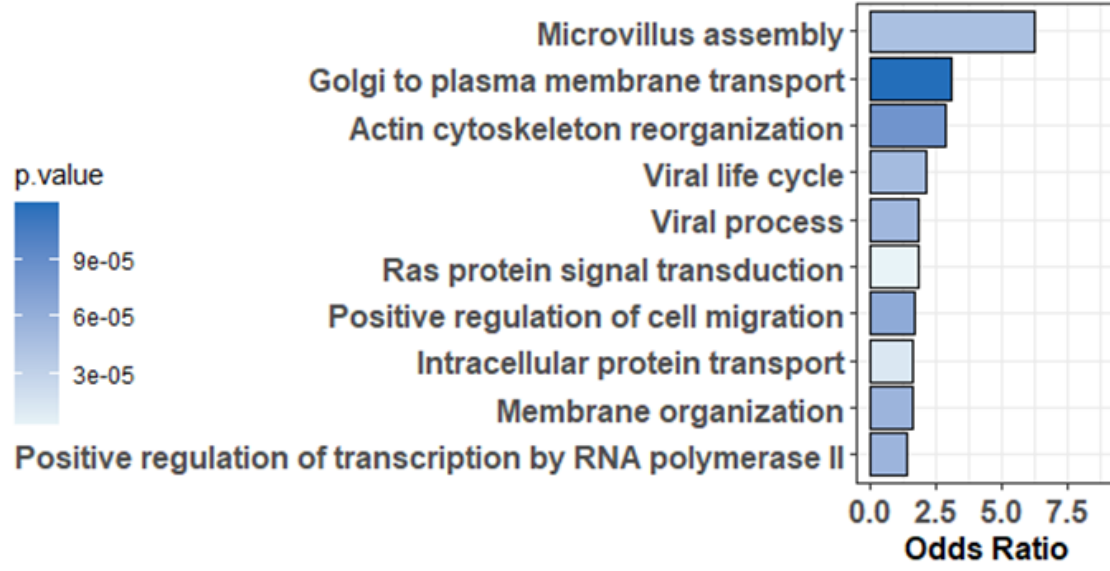 Microvillus assembly
Golgi to plasma membrane transport
Actin cytoskeleton reorganization
Viral life cycle
Viral process
Ras protein signal transduction
Positive regulation of cell migration
Intracellular protein transport
Membrane organization
Positive regulation of transcription by RNA polymerase II
p.value
9e-05
6e-05
3e-05
0.0 2.5 5.0 7.5
Odds Ratio